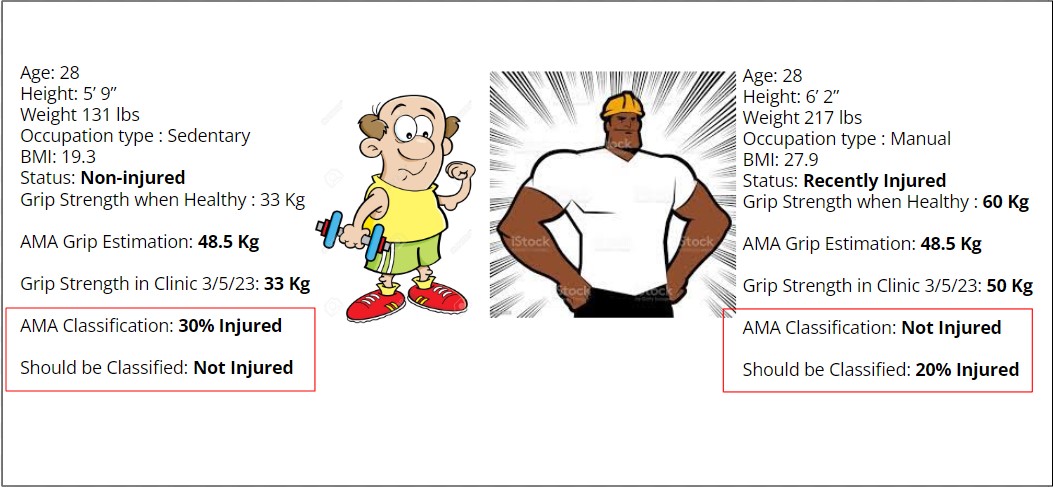 Age: 28
Height: 5’ 9”
Weight 131 lbs
Occupation type : Sedentary
BMI: 19.3
Status: Non-injured
Grip Strength when Healthy : 33 Kg
AMA Grip Estimation: 48.5 Kg
Grip Strength in Clinic 3/5/23: 33 Kg
AMA Classification: 30% Injured
Should be Classified: Not Injured
iStock
iStock
Age: 28
Height: 6’ 2”
Weight 217 lbs
Occupation type : Manual
BMI: 27.9
Status: Recently Injured
Grip Strength when Healthy : 60 Kg
AMA Grip Estimation: 48.5 Kg
Grip Strength in Clinic 3/5/23: 50 Kg
AMA Classification: Not Injured
Should be Classified: 20% Injured